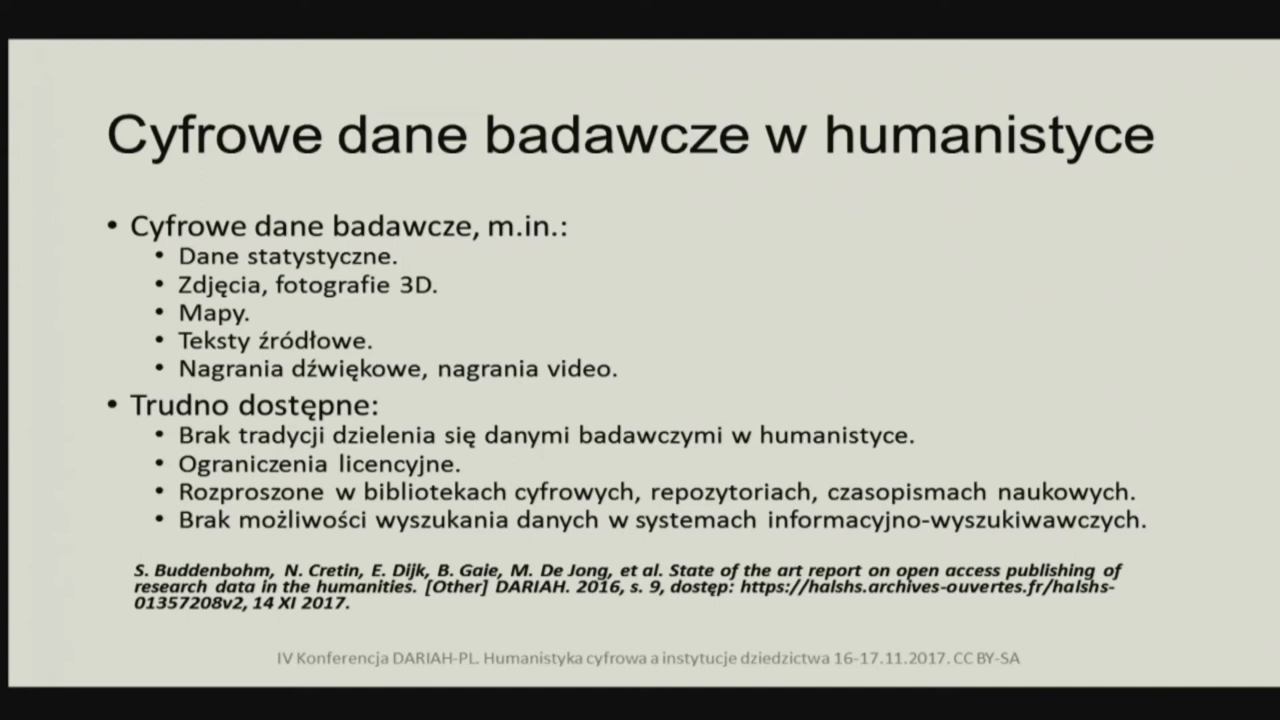 Cyfrowe dane badawcze w humanistyce
• Cyfrowe dane badawcze, m.in.:
• Dane statystyczne.
• Zdjęcia, fotografie 3D.
• Mapy.
• Teksty źródłowe.
• Nagrania dźwiękowe, nagrania video.
• Trudno dostępne:
• Brak tradycji dzielenia się danymi badawczymi w humanistyce.
• Ograniczenia licencyjne.
• Rozproszone w bibliotekach cyfrowych, repozytoriach, czasopismach naukowych.
• Brak możliwości wyszukania danych w systemach informacyjno-wyszukiwawczych.
S. Buddenbohm, N. Cretin, E. Dijk, B. Gaie, M. De Jong, et al. State of the art report on open access publishing of
research data in the humanities. [Other] DARIAH. 2016, s. 9, dostęp: https://halshs.archives-ouvertes.fr/halshs-
01357208v2, 14 XI 2017.
IV Konferencja DARIAH-PL. Humanistyka cyfrowa a instytucje dziedzictwa 16-17.11.2017. CC BY-SA